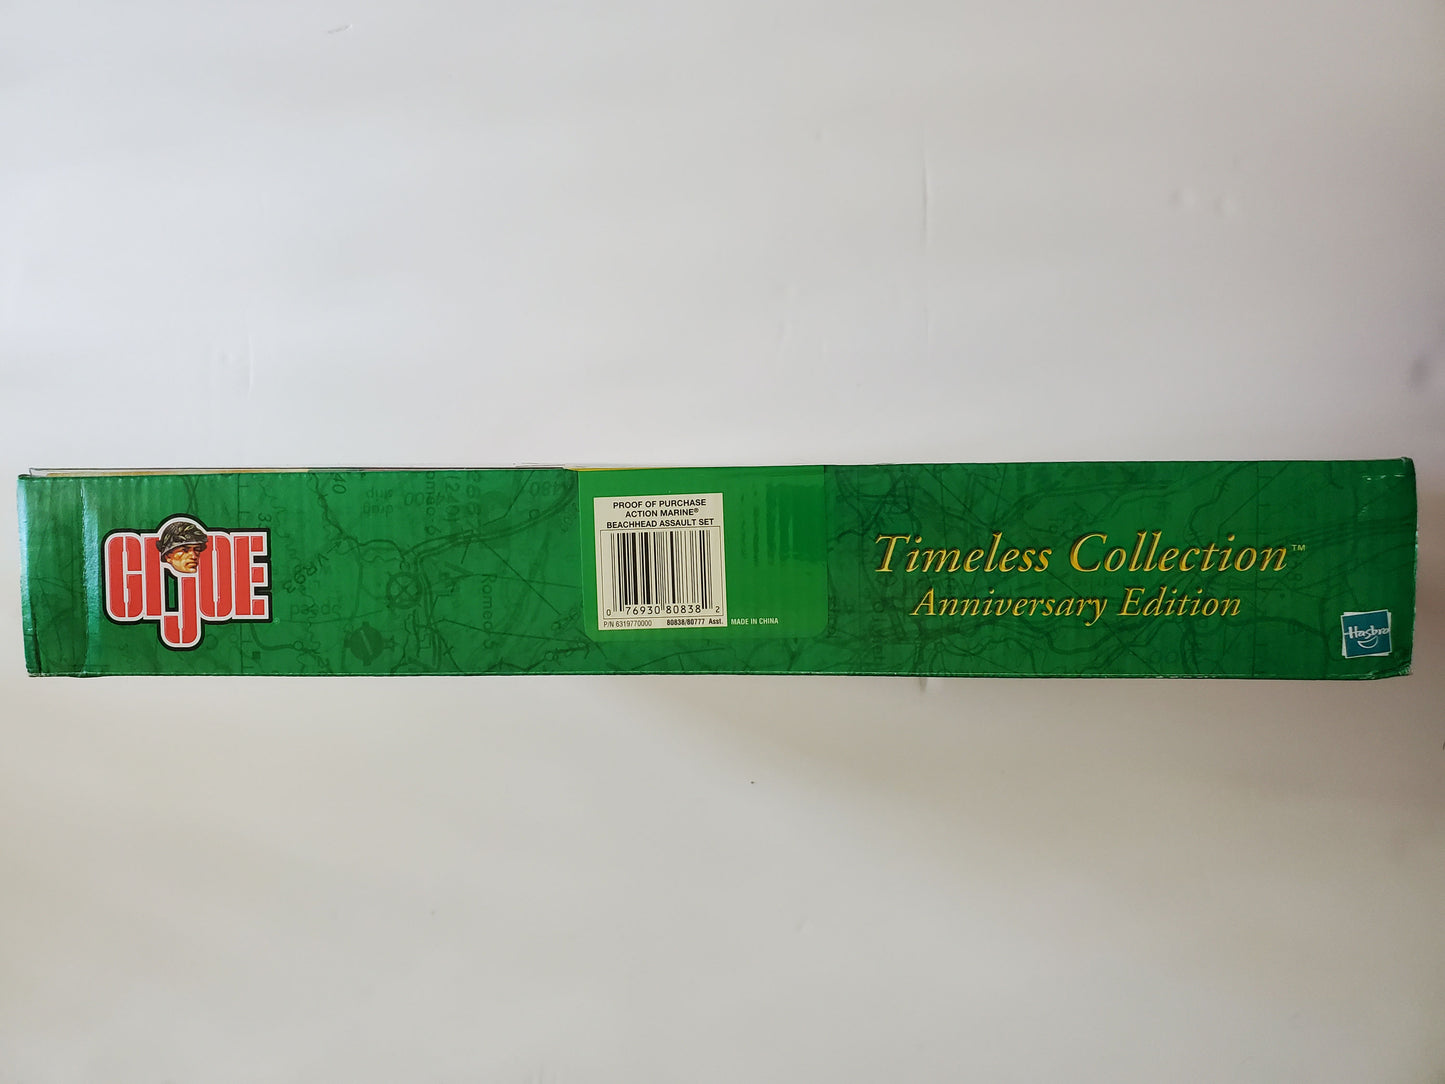 GI JOE
PROOF OF PURCHASE
ACTION MARINE®
BEACHHEAD ASSAULT SET
0 76930 80838 2
P/N 6319770000 80838/80777 Asst. MADE IN CHINA
Timeless Collection™
Anniversary Edition
Hasbro